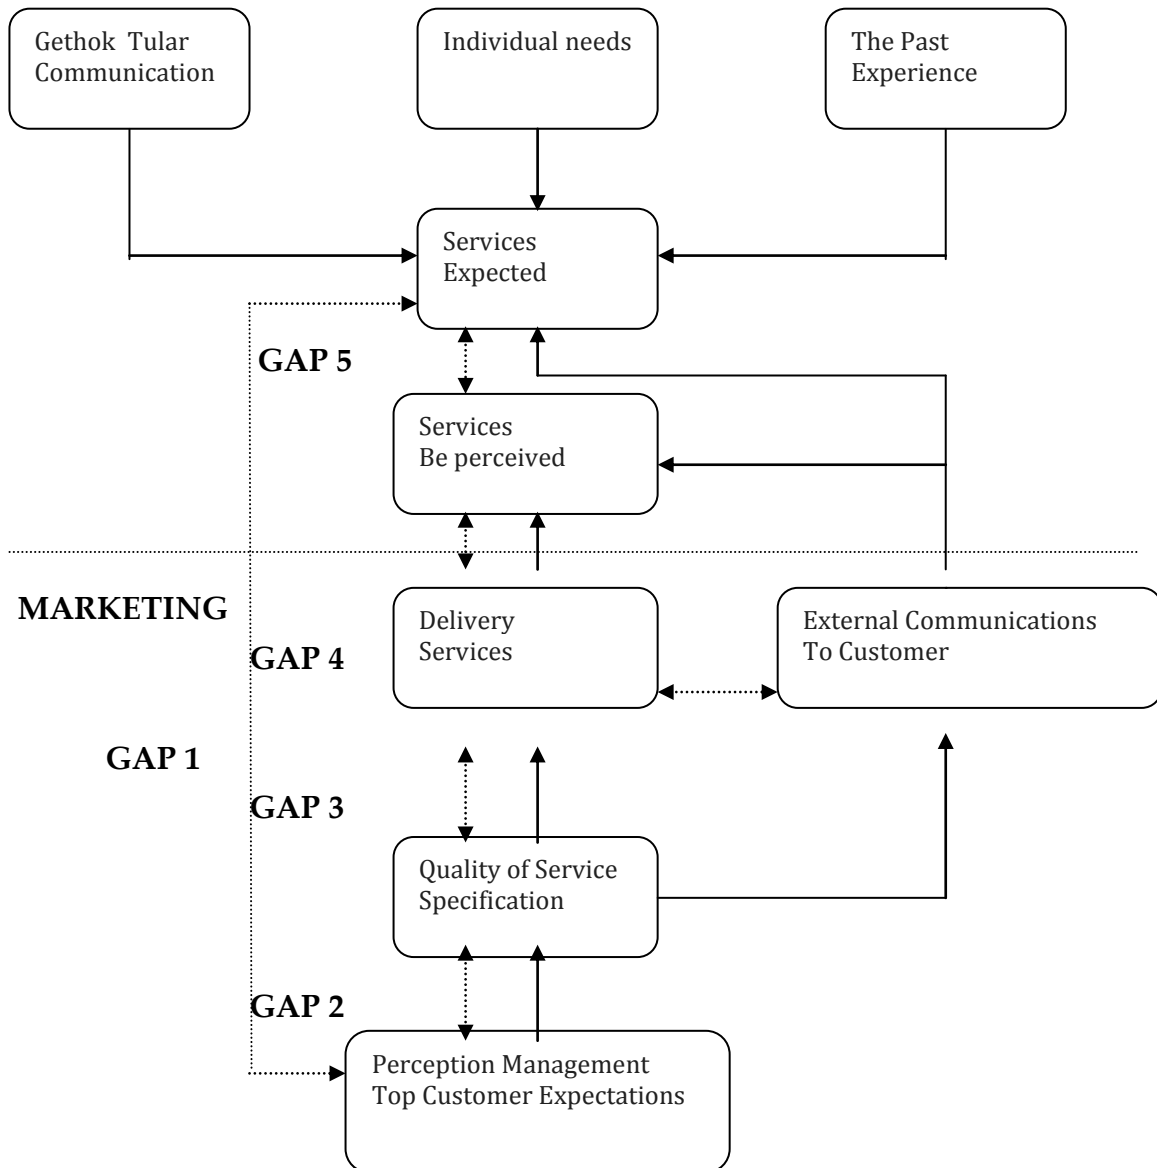 Gethok Tular
Communication
Individual needs
The Past
Experience
Services
Expected
GAP 5
Services
Be perceived
MARKETING
Delivery
Services
External Communications
To Customer
GAP 4
GAP 1
GAP 3
Quality of Service
Specification
GAP 2
Perception Management
Top Customer Expectations